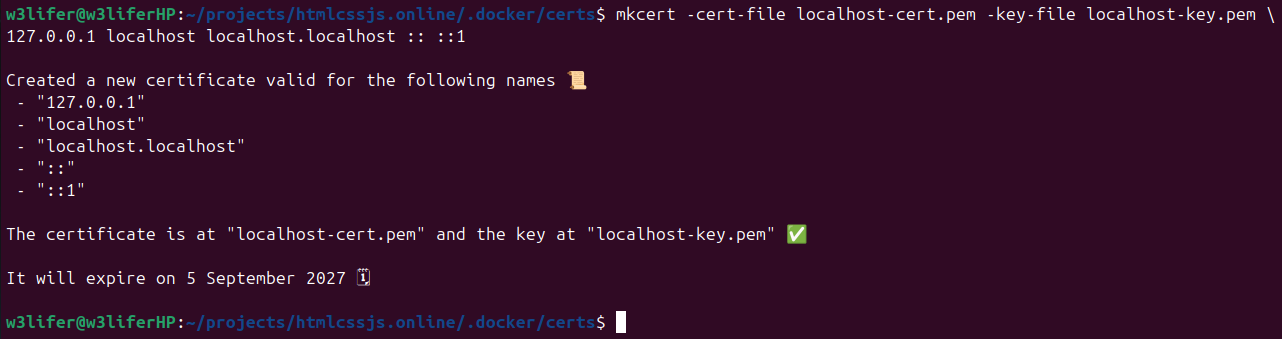 w3lifer@w3liferHP:~/projects/htmlcssjs.online/.docker/certs$ mkcert -cert-file localhost-cert.pem -key-file localhost-key.pem \
127.0.0.1 localhost localhost.localhost :: ::1
Created a new certificate valid for the following names 📜
- "127.0.0.1"
- "localhost"
- "localhost.localhost"
- "::"
- "::1"
The certificate is at "localhost-cert.pem" and the key at "localhost-key.pem" ✅
It will expire on 5 September 2027 🗓
w3lifer@w3liferHP:~/projects/htmlcssjs.online/.docker/certs$